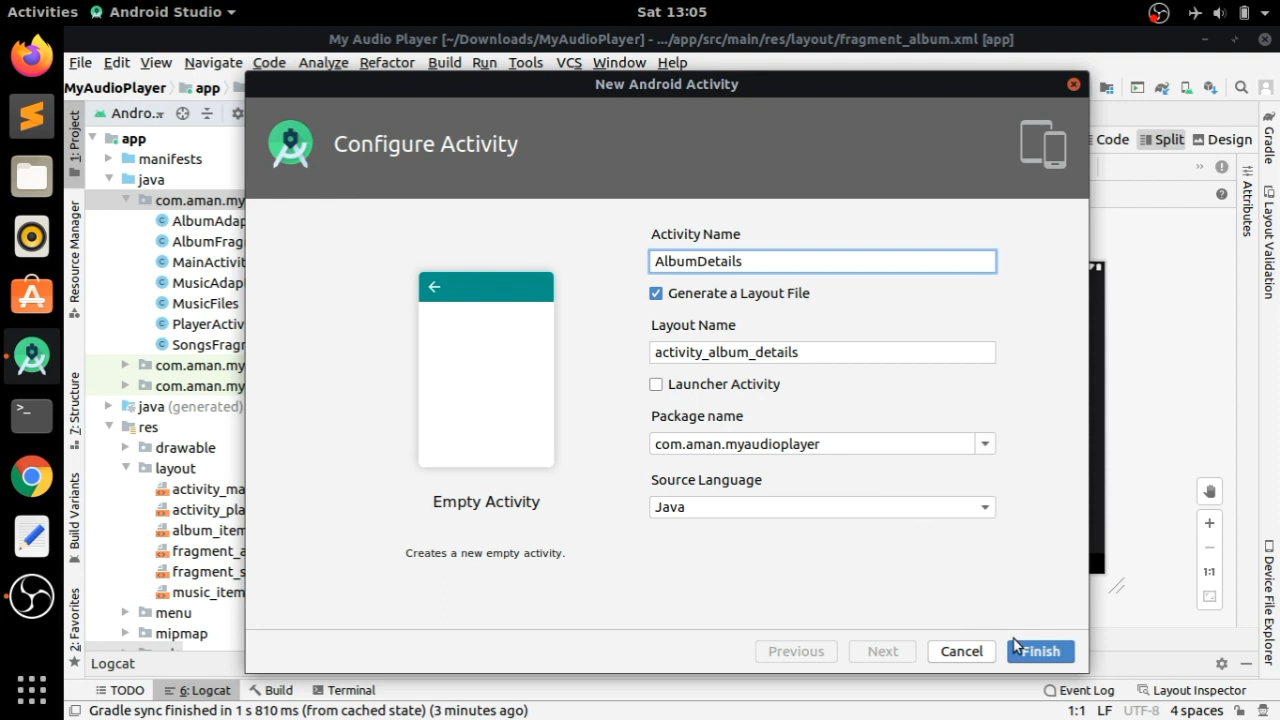 Activities
Android Studio
Sat 13:05
My Audio Player [~/Downloads/MyAudioPlayer] - .../app/src/main/res/layout/fragment_album.xml [app]
File Edit View Navigate Code Analyze Refactor Build Run Tools VCS Window Help
MyAudioPlayer
app
New Android Activity
Configure Activity
Andro..
Code Split Design
1: Project
Resource Manager
7: Structure
Build Variants
2: Favorites
app
manifests
java
com.aman.my
AlbumAdap
AlbumFrag
MainActivit
MusicAdap
MusicFiles
PlayerActiv
SongsFragr
com.aman.my
com.aman.my
java (generated)
res
drawable
layout
activity_ma
activity_pla
album_item
fragment_a
fragment_s
music_item
menu
mipmap
Activity Name
AlbumDetails
Generate a Layout File
Layout Name
activity_album_details
Launcher Activity
Package name
com.aman.myaudioplayer
Source Language
Java
Empty Activity
Creates a new empty activity.
Previous
Next
Cancel
Finish
Gradle
Attributes
Layout Validation
Device File Explorer
1:1
Logcat
TODO
6: Logcat
Build
Terminal
Event Log
Layout Inspector
Gradle sync finished in 1 s 810 ms (from cached state) (3 minutes ago)
1:1 LF UTF-8 4 spaces